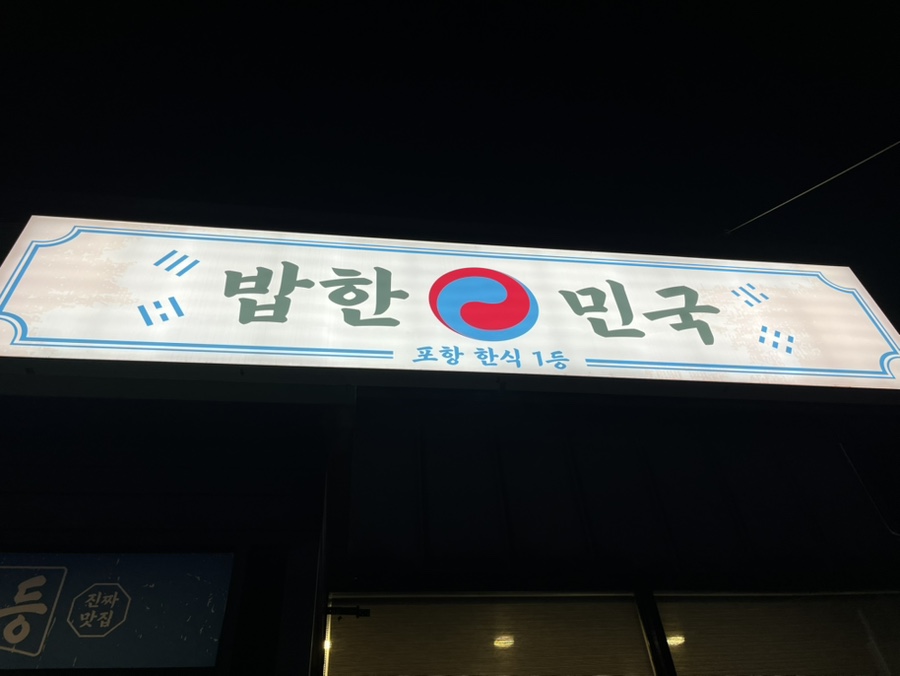 밥한민국
포항 한식 1등
등
진짜
맛집